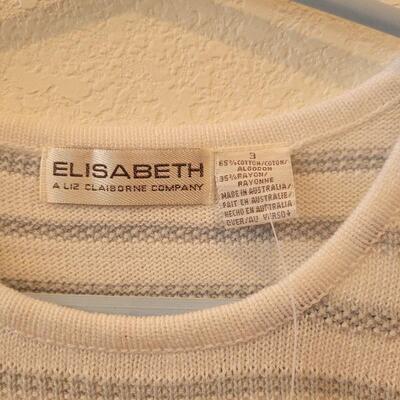 ELISABETH
A LIZ CLAIBORNE COMPANY
3
65% COTTON/COTON/
ALGODON
35% RAYON/
RAYONNE
MADE IN AUSTRALIA/
FAIT EN AUSTRALIE/
HECHO EN AUSTRALIA
OVER/AU VERSO→